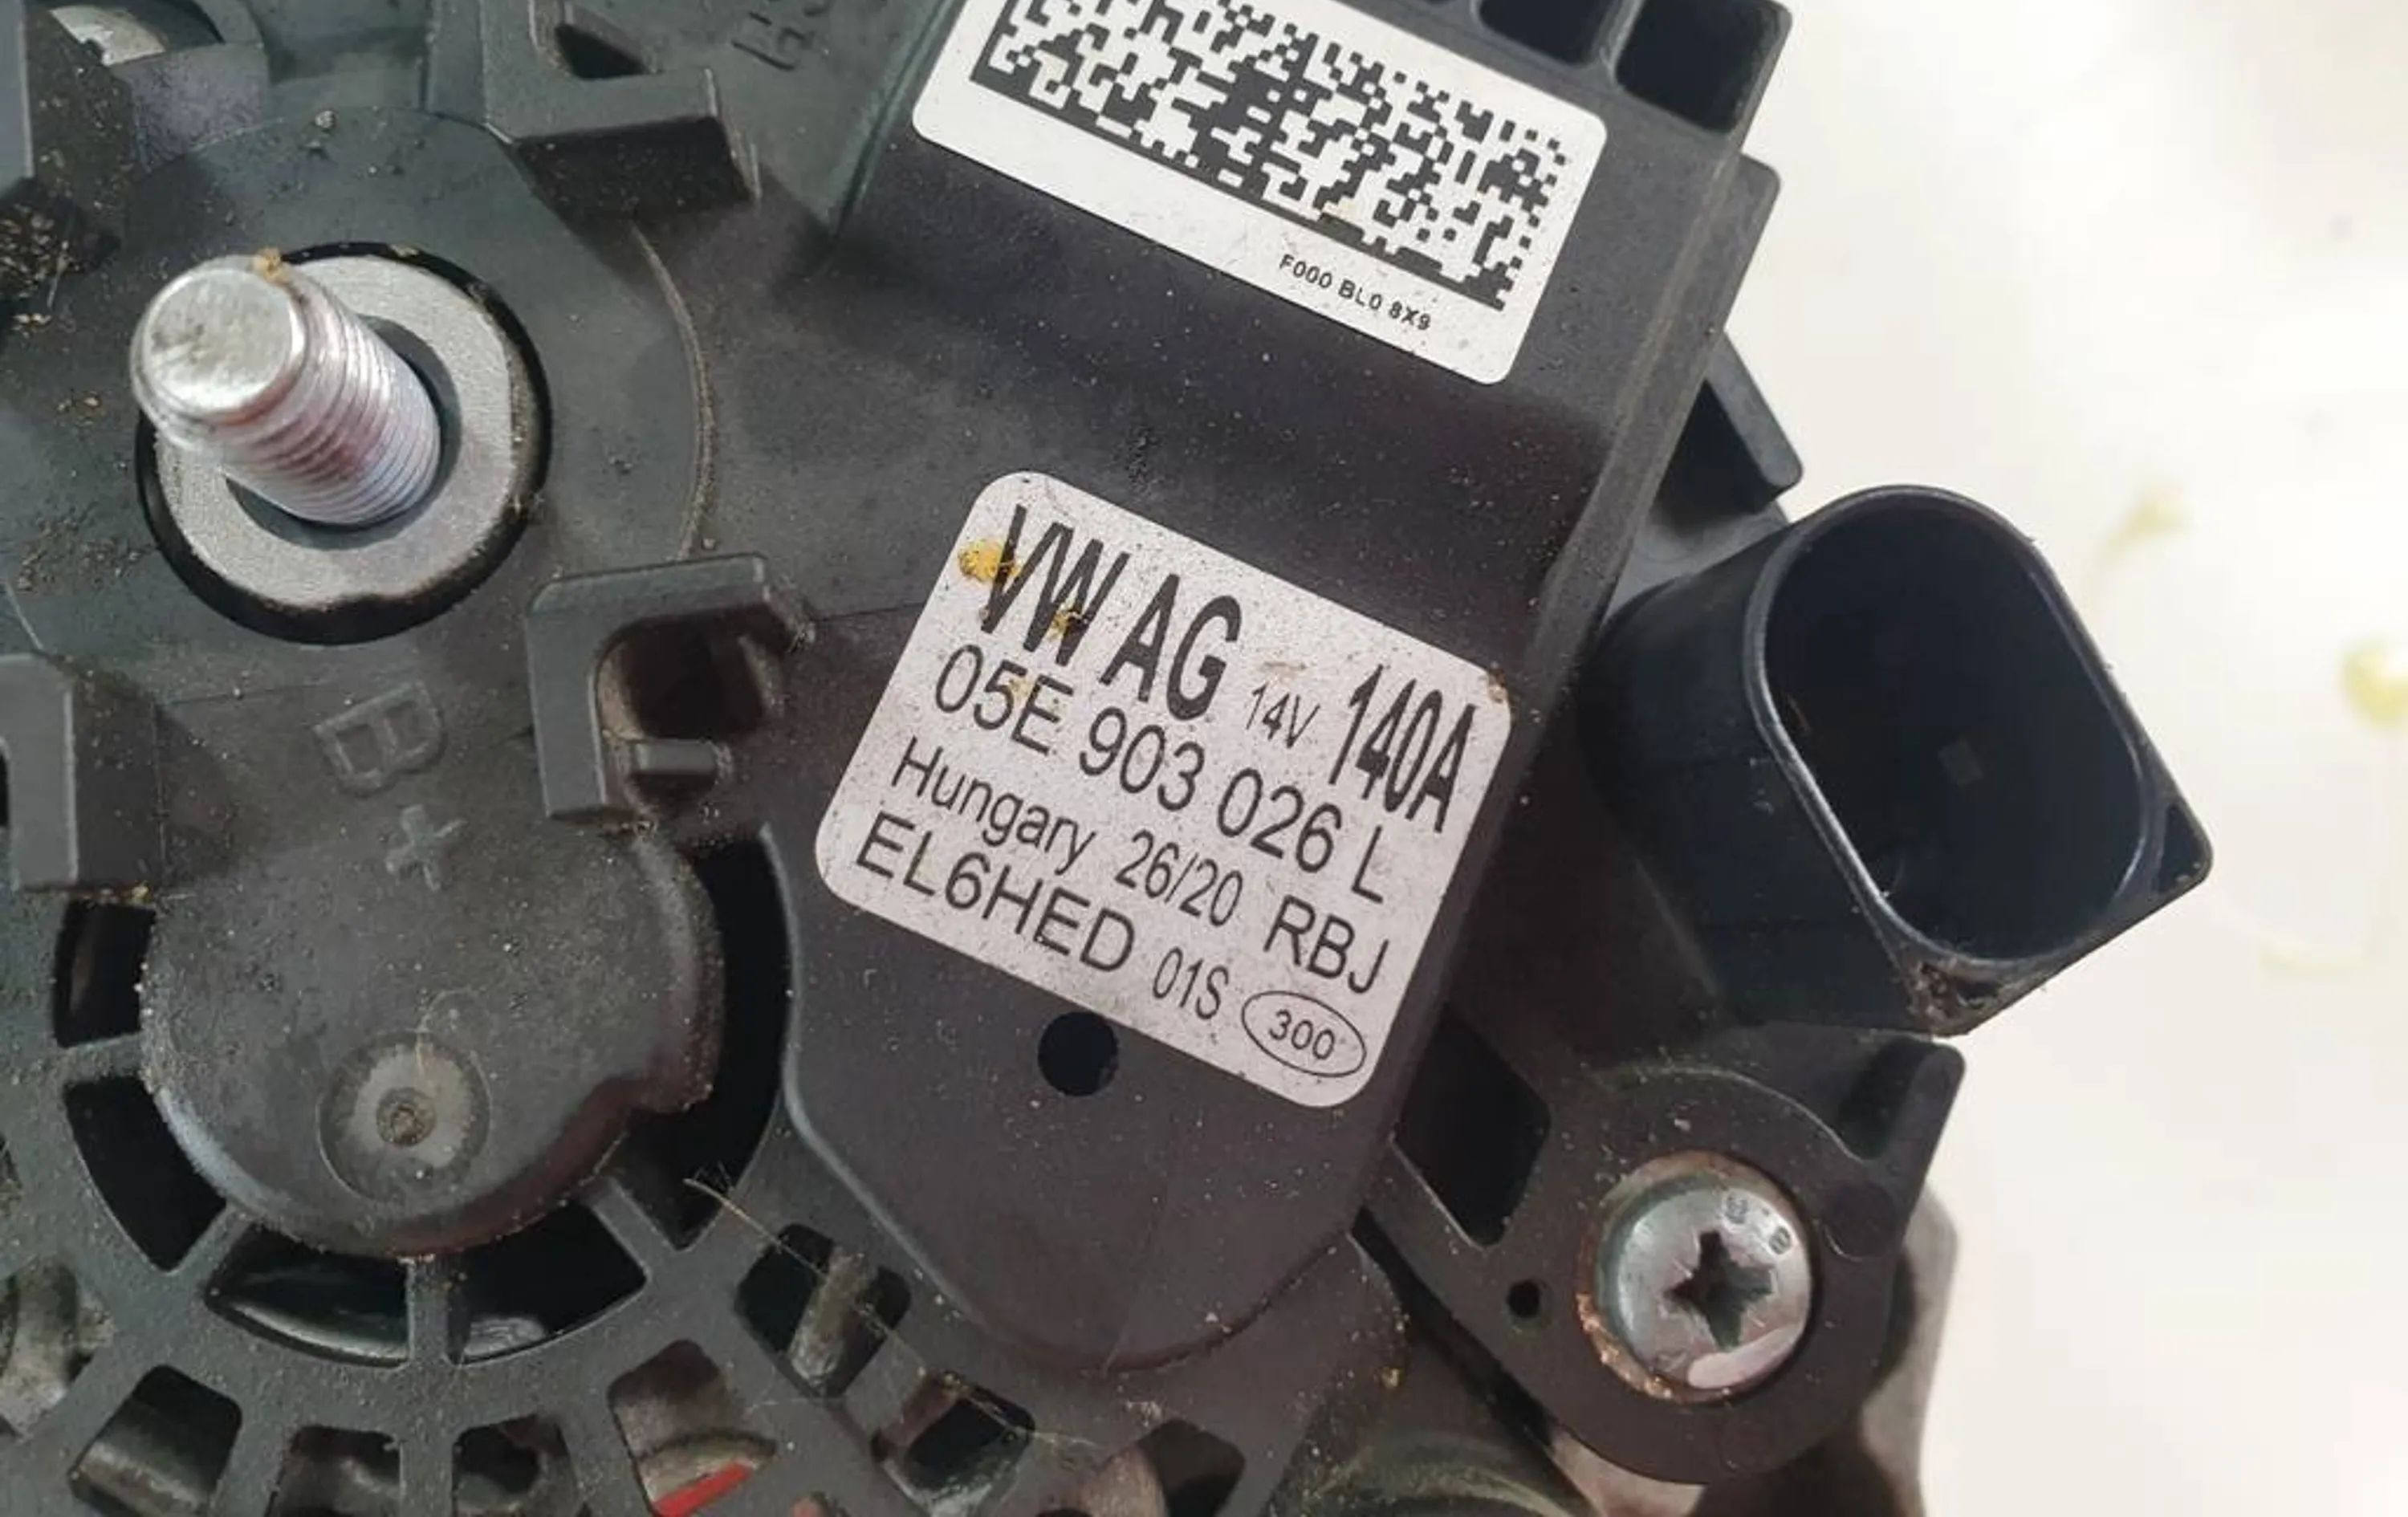 F000 BL0 8X9
VW AG 14V 140A
05E 903 026 L
Hungary 26/20 RBJ
EL6HED 01S 300
B+